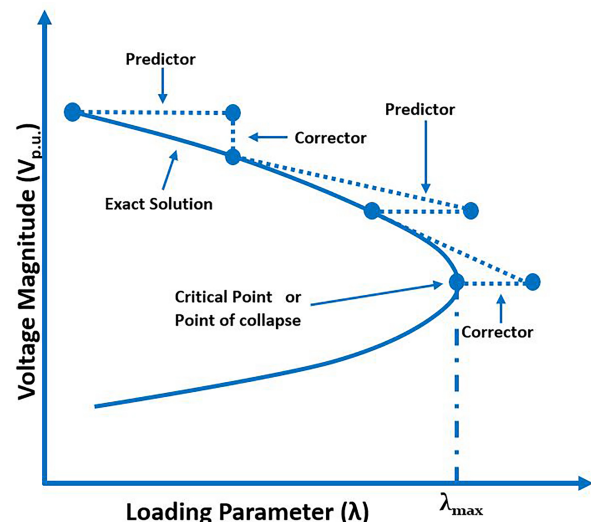 Predictor
Predictor
Corrector
Exact Solution
Critical Point or
Point of collapse
Corrector
Voltage Magnitude (Vp.u.)
Loading Parameter (λ)
λmax